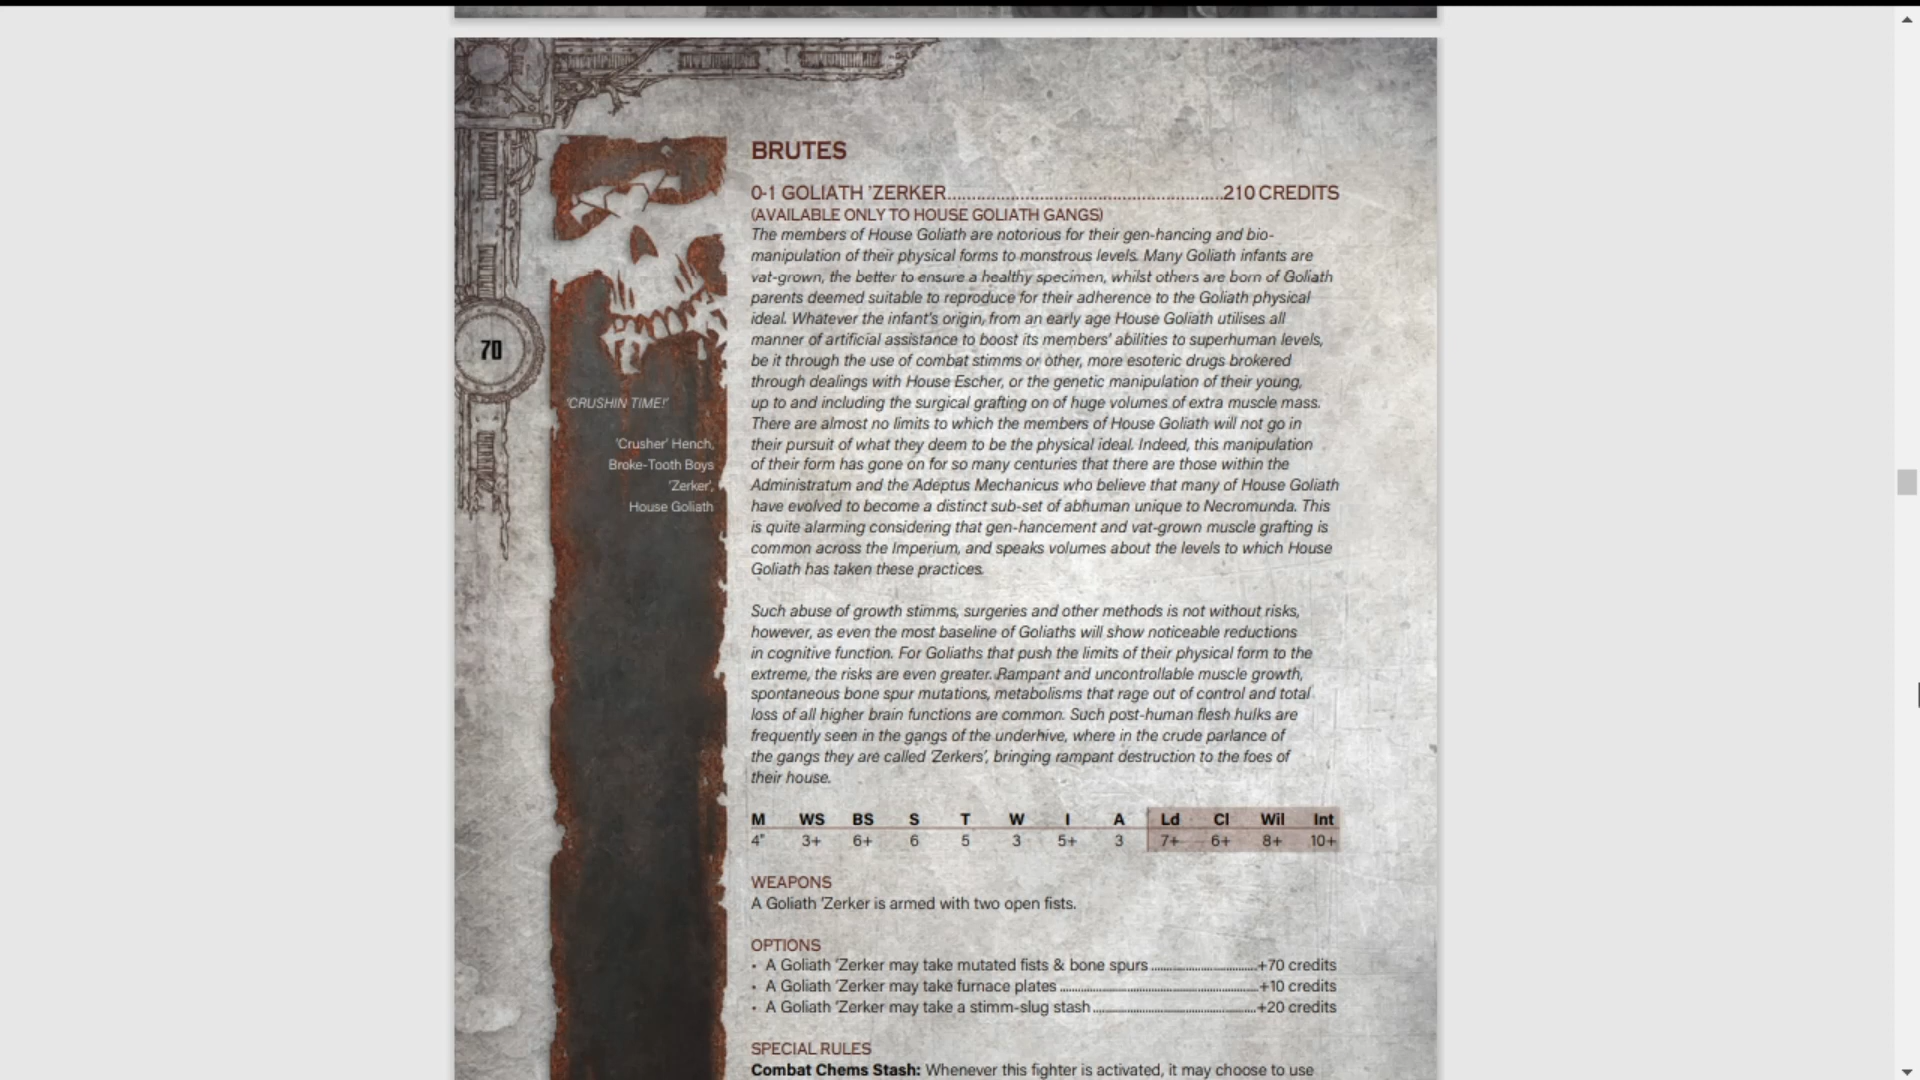 BRUTES
0-1 GOLIATH 'ZERKER..........................................................210 CREDITS
(AVAILABLE ONLY TO HOUSE GOLIATH GANGS)
The members of House Goliath are notorious for their gen-hancing and bio-
manipulation of their physical forms to monstrous levels. Many Goliath infants are
vat-grown, the better to ensure a healthy specimen, whilst others are born of Goliath
parents deemed suitable to reproduce for their adherence to the Goliath physical
ideal. Whatever the infant's origin, from an early age House Goliath utilises all
manner of artificial assistance to boost its members' abilities to superhuman levels,
be it through the use of combat stimms or other, more esoteric drugs brokered
through dealings with House Escher, or the genetic manipulation of their young,
up to and including the surgical grafting on of huge volumes of extra muscle mass.
There are almost no limits to which the members of House Goliath will not go in
their pursuit of what they deem to be the physical ideal. Indeed, this manipulation
of their form has gone on for so many centuries that there are those within the
Administratum and the Adeptus Mechanicus who believe that many of House Goliath
have evolved to become a distinct sub-set of abhuman unique to Necromunda. This
is quite alarming considering that gen-hancement and vat-grown muscle grafting is
common across the Imperium, and speaks volumes about the levels to which House
Goliath has taken these practices.
Such abuse of growth stimms, surgeries and other methods is not without risks,
however, as even the most baseline of Goliaths will show noticeable reductions
in cognitive function. For Goliaths that push the limits of their physical form to the
extreme, the risks are even greater. Rampant and uncontrollable muscle growth,
spontaneous bone spur mutations, metabolisms that rage out of control and total
loss of all higher brain functions are common. Such post-human flesh hulks are
frequently seen in the gangs of the underhive, where in the crude parlance of
the gangs they are called 'Zerkers', bringing rampant destruction to the foes of
their house.
M WS BS S T W I A Ld Cl Wil Int
4" 3+ 6+ 6 5 3 5+ 3 7+ 6+ 8+ 10+
WEAPONS
A Goliath 'Zerker is armed with two open fists.
OPTIONS
• A Goliath 'Zerker may take mutated fists & bone spurs ..............................+70 credits
• A Goliath 'Zerker may take furnace plates ..........................................................+10 credits
• A Goliath 'Zerker may take a stimm-slug stash ...............................................+20 credits
SPECIAL RULES
Combat Chems Stash: Whenever this fighter is activated, it may choose to use
70
'CRUSHIN TIME!'
'Crusher' Hench,
Broke-Tooth Boys
'Zerker',
House Goliath